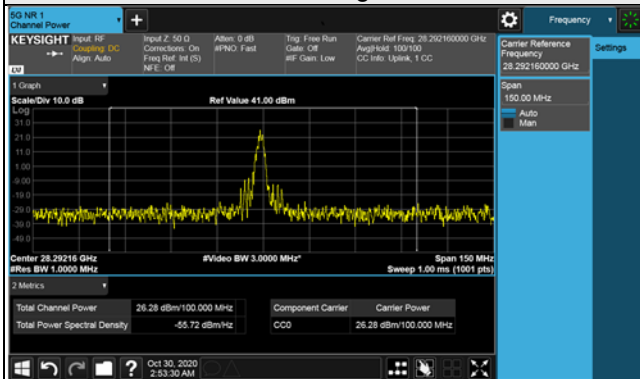 5G NR 1
Channel Power
Frequency
KEYSIGHT
Input: RF
Coupling: DC
Align: Auto
Input Z: 50 Ω
Corrections: On
Freq Ref: Int (S)
NFE: Off
Atten: 0 dB
#PNO: Fast
Trig: Free Run
Gate: Off
#IF Gain: Low
Carrier Ref Freq: 28.292160000 GHz
Avg|Hold: 100/100
CC Info: Uplink, 1 CC
Carrier Reference
Frequency
28.292160000 GHz
Settings
Span
150.00 MHz
Auto
Man
1 Graph
Scale/Div 10.0 dB
Ref Value 41.00 dBm
Log
31.0
21.0
11.0
1.00
-9.00
-19.0
-29.0
-39.0
-49.0
Center 28.29216 GHz
#Video BW 3.0000 MHz*
Span 150 MHz
#Res BW 1.0000 MHz
Sweep 1.00 ms (1001 pts)
2 Metrics
Total Channel Power 26.28 dBm/100.000 MHz
Total Power Spectral Density -55.72 dBm/Hz
Component Carrier Carrier Power
CC0 26.28 dBm/100.000 MHz
?
Oct 30, 2020
2:53:30 AM